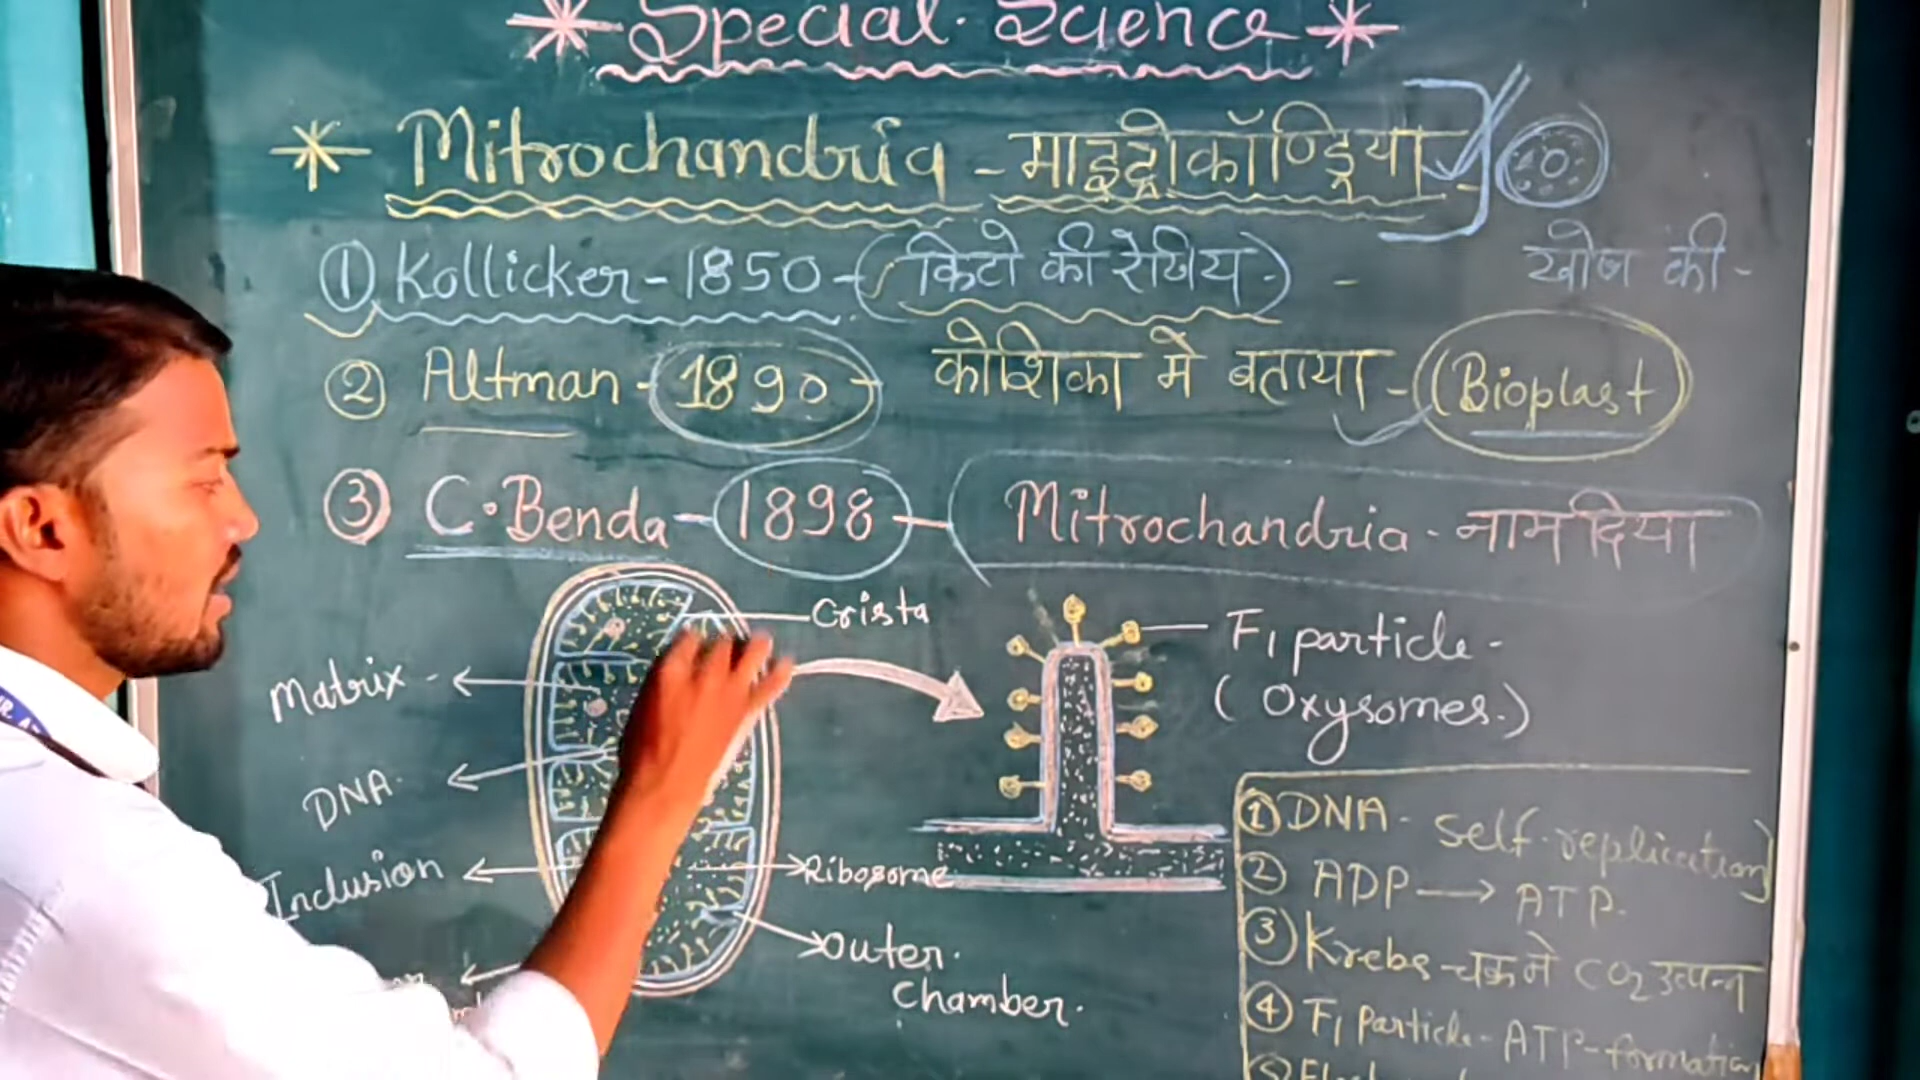 Special. Science
Mitrochandria - माइट्रोकॉण्ड्रिया
① Kollicker - 1850 - (किटो की रेखिय.) - खोज की -
② Altman - 1890 - कोशिका मे बताया - (Bioplast)
③ C. Benda - 1898 - Mitrochandria - नाम दिया
Crista
F₁ particle -
(Oxysomes.)
Matrix -
DNA
Inclusion
Ribosome
Outer.
Chamber.
① DNA - Self-replication
② ADP → ATP.
③ Krebs - चक्र मे CO₂ उत्पन्न
④ F₁ Particle - ATP-formation